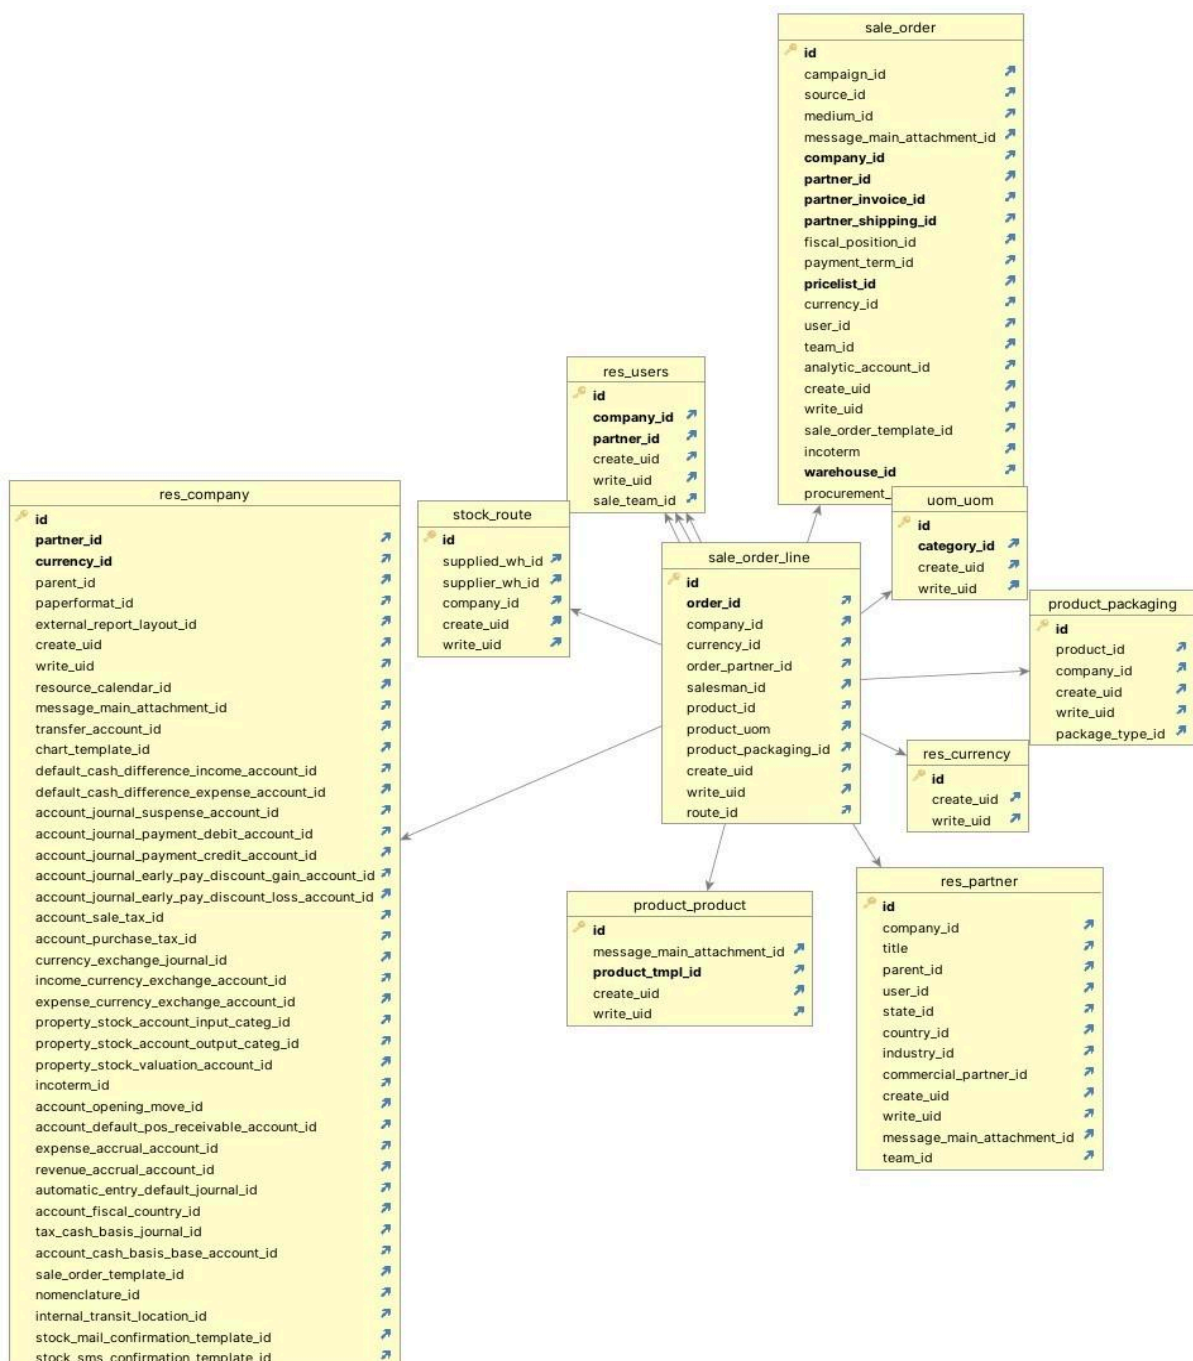 sale_order
id
campaign_id
source_id
medium_id
message_main_attachment_id
company_id
partner_id
partner_invoice_id
partner_shipping_id
fiscal_position_id
payment_term_id
pricelist_id
currency_id
user_id
team_id
analytic_account_id
create_uid
write_uid
sale_order_template_id
incoterm
warehouse_id
procurement_
res_users
id
company_id
partner_id
create_uid
write_uid
sale_team_id
res_company
id
partner_id
currency_id
parent_id
paperformat_id
external_report_layout_id
create_uid
write_uid
resource_calendar_id
message_main_attachment_id
transfer_account_id
chart_template_id
default_cash_difference_income_account_id
default_cash_difference_expense_account_id
account_journal_suspense_account_id
account_journal_payment_debit_account_id
account_journal_payment_credit_account_id
account_journal_early_pay_discount_gain_account_id
account_journal_early_pay_discount_loss_account_id
account_sale_tax_id
account_purchase_tax_id
currency_exchange_journal_id
income_currency_exchange_account_id
expense_currency_exchange_account_id
property_stock_account_input_categ_id
property_stock_account_output_categ_id
property_stock_valuation_account_id
incoterm_id
account_opening_move_id
account_default_pos_receivable_account_id
expense_accrual_account_id
revenue_accrual_account_id
automatic_entry_default_journal_id
account_fiscal_country_id
tax_cash_basis_journal_id
account_cash_basis_base_account_id
sale_order_template_id
nomenclature_id
internal_transit_location_id
stock_mail_confirmation_template_id
stock_sms_confirmation_template_id
stock_route
id
supplied_wh_id
supplier_wh_id
company_id
create_uid
write_uid
uom_uom
id
category_id
create_uid
write_uid
sale_order_line
id
order_id
company_id
currency_id
order_partner_id
salesman_id
product_id
product_uom
product_packaging_id
create_uid
write_uid
route_id
product_packaging
id
product_id
company_id
create_uid
write_uid
package_type_id
res_currency
id
create_uid
write_uid
product_product
id
message_main_attachment_id
product_tmpl_id
create_uid
write_uid
res_partner
id
company_id
title
parent_id
user_id
state_id
country_id
industry_id
commercial_partner_id
create_uid
write_uid
message_main_attachment_id
team_id